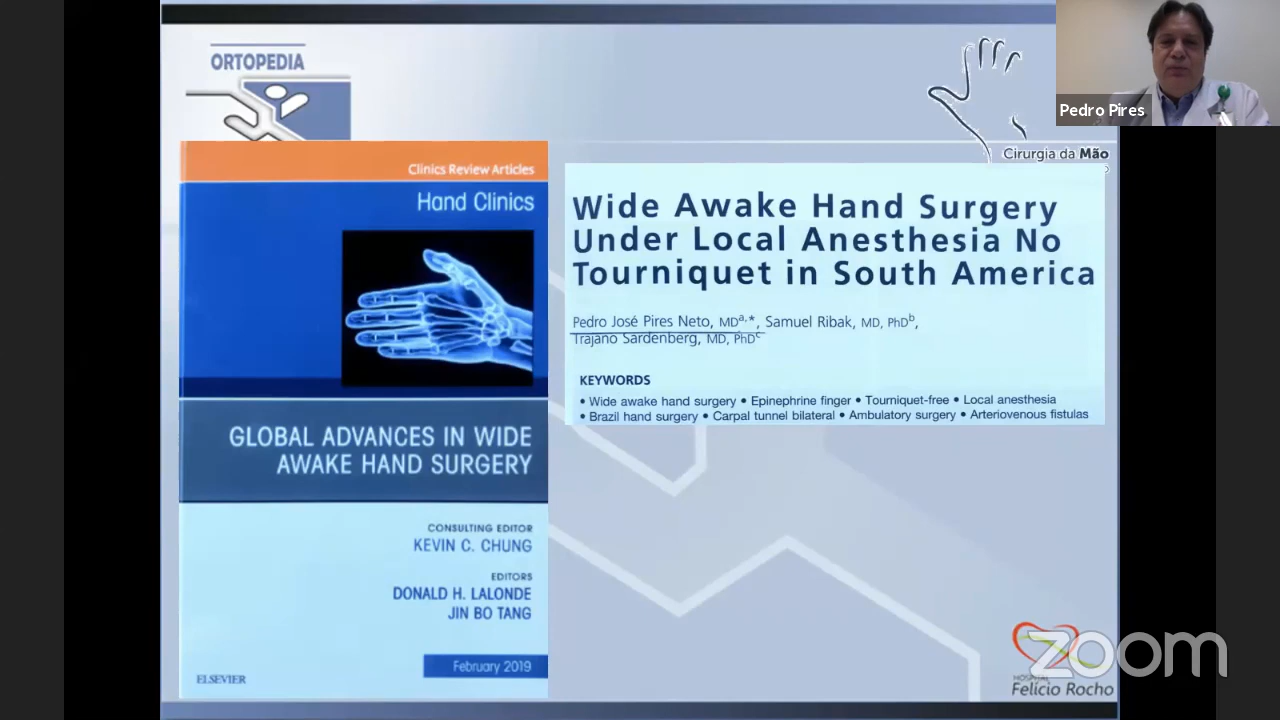 ORTOPEDIA
Pedro Pires
Cirurgia da Mão
Clinics Review Articles
Hand Clinics
GLOBAL ADVANCES IN WIDE
AWAKE HAND SURGERY
CONSULTING EDITOR
KEVIN C. CHUNG
EDITORS
DONALD H. LALONDE
JIN BO TANG
February 2019
ELSEVIER
Wide Awake Hand Surgery
Under Local Anesthesia No
Tourniquet in South America
Pedro José Pires Neto, MDa,*, Samuel Ribak, MD, PhDb,
Trajano Sardenberg, MD, PhDc
KEYWORDS
• Wide awake hand surgery • Epinephrine finger • Tourniquet-free • Local anesthesia
• Brazil hand surgery • Carpal tunnel bilateral • Ambulatory surgery • Arteriovenous fistulas
zoom
HOSPITAL
Felício Rocho